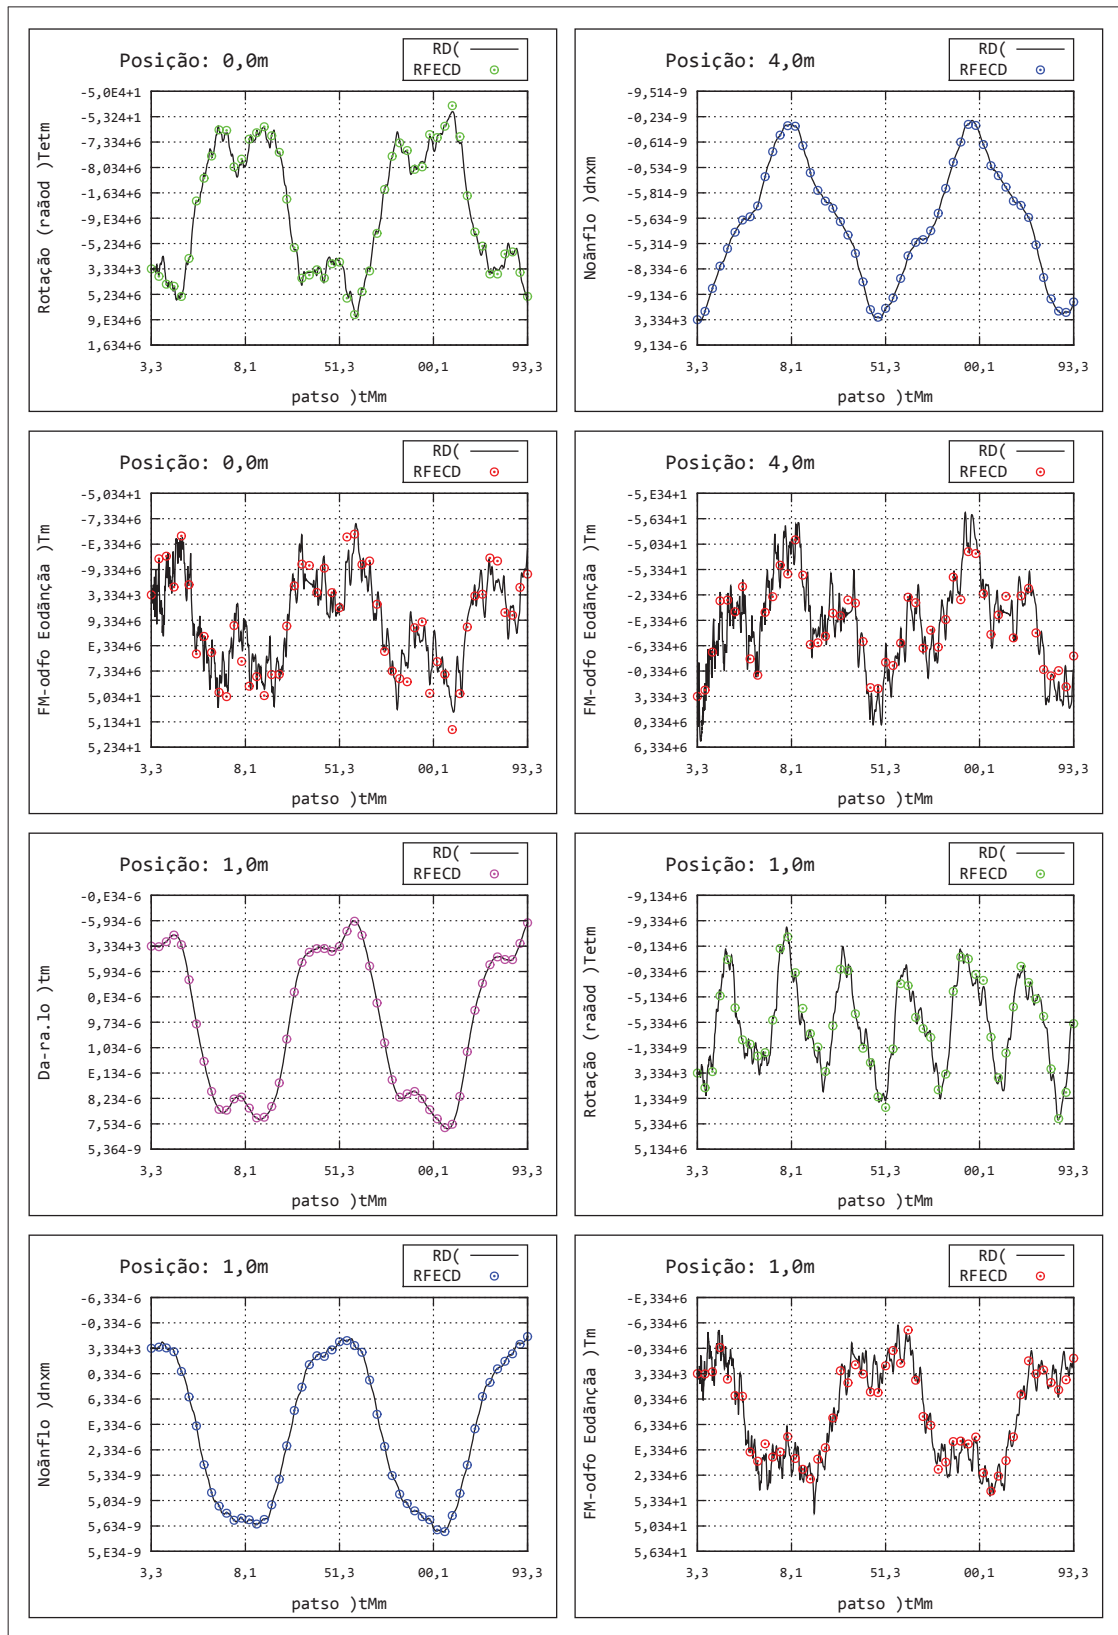 Posição: 0,0m
RD(
RFECD
-5,0E4+1
-5,324+1
-7,334+6
-8,034+6
-1,634+6
-9,E34+6
-5,234+6
3,334+3
5,234+6
9,E34+6
1,634+6
Rotação (raãod )Tetm
3,3 8,1 51,3 00,1 93,3
patso )tMm
Posição: 4,0m
RD(
RFECD
-9,514-9
-0,234-9
-0,614-9
-0,534-9
-5,814-9
-5,634-9
-5,314-9
-8,334-6
-9,134-6
3,334+3
9,134-6
Noãnflo )dnxm
3,3 8,1 51,3 00,1 93,3
patso )tMm
Posição: 0,0m
RD(
RFECD
-5,034+1
-7,334+6
-E,334+6
-9,334+6
3,334+3
9,334+6
E,334+6
7,334+6
5,034+1
5,134+1
5,234+1
FM-odfo Eodãnçãa )Tm
3,3 8,1 51,3 00,1 93,3
patso )tMm
Posição: 4,0m
RD(
RFECD
-5,E34+1
-5,634+1
-5,034+1
-5,334+1
-2,334+6
-E,334+6
-6,334+6
-0,334+6
3,334+3
0,334+6
6,334+6
FM-odfo Eodãnçãa )Tm
3,3 8,1 51,3 00,1 93,3
patso )tMm
Posição: 1,0m
RD(
RFECD
-0,E34-6
-5,934-6
3,334+3
5,934-6
0,E34-6
9,734-6
1,034-6
E,134-6
8,234-6
7,534-6
5,364-9
Da-ra.lo )tm
3,3 8,1 51,3 00,1 93,3
patso )tMm
Posição: 1,0m
RD(
RFECD
-9,134+6
-9,334+6
-0,134+6
-0,334+6
-5,134+6
-5,334+6
-1,334+9
3,334+3
1,334+9
5,334+6
5,134+6
Rotação (raãod )Tetm
3,3 8,1 51,3 00,1 93,3
patso )tMm
Posição: 1,0m
RD(
RFECD
-6,334-6
-0,334-6
3,334+3
0,334-6
6,334-6
E,334-6
2,334-6
5,334-9
5,034-9
5,634-9
5,E34-9
Noãnflo )dnxm
3,3 8,1 51,3 00,1 93,3
patso )tMm
Posição: 1,0m
RD(
RFECD
-E,334+6
-6,334+6
-0,334+6
3,334+3
0,334+6
6,334+6
E,334+6
2,334+6
5,334+1
5,034+1
5,634+1
FM-odfo Eodãnçãa )Tm
3,3 8,1 51,3 00,1 93,3
patso )tMm